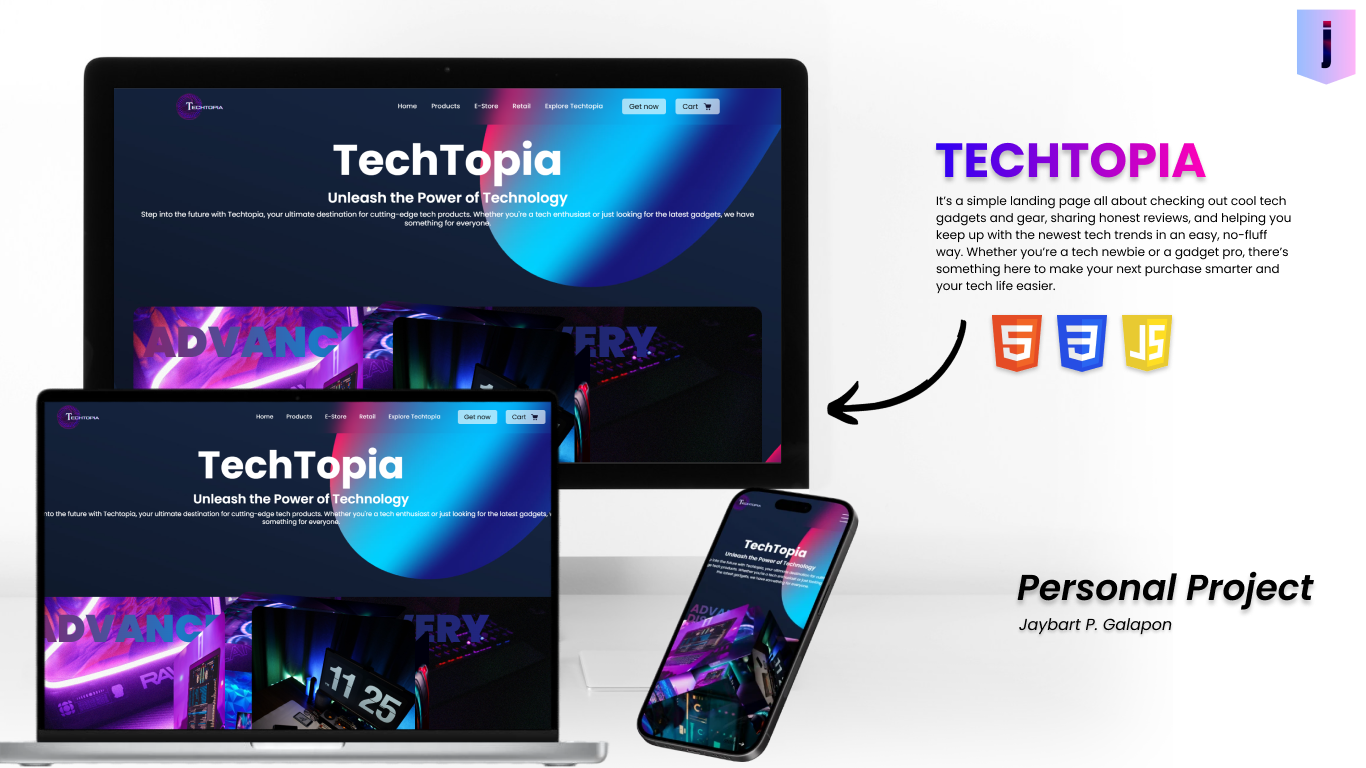 j
TECHTOPIA
Home Products E-Store Retail Explore Techtopia Get now Cart
TechTopia
Unleash the Power of Technology
Step into the future with Techtopia, your ultimate destination for cutting-edge tech products. Whether you're a tech enthusiast or just looking for the latest gadgets, we have
something for everyone.
ADVANC ERY
TECHTOPIA
It's a simple landing page all about checking out cool tech
gadgets and gear, sharing honest reviews, and helping you
keep up with the newest tech trends in an easy, no-fluff
way. Whether you're a tech newbie or a gadget pro, there's
something here to make your next purchase smarter and
your tech life easier.
5 3 JS
TECHTOPIA
Home Products E-Store Retail Explore Techtopia Get now Cart
TechTopia
Unleash the Power of Technology
nto the future with Techtopia, your ultimate destination for cutting-edge tech products. Whether you're a tech enthusiast or just looking for the latest gadgets,
something for everyone.
ADVANC ERY
RAY
11 25
TechTopia
Unleash the Power of Technology
Personal Project
Jaybart P. Galapon